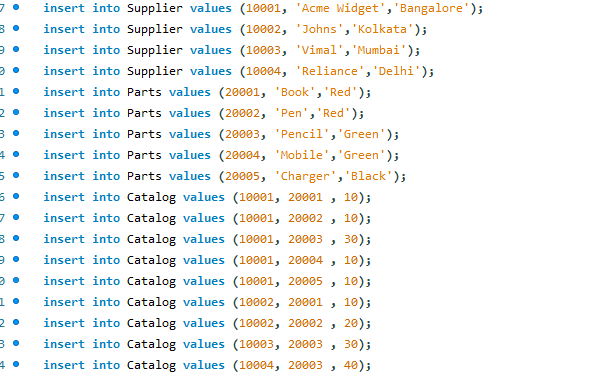 7 insert into Supplier values (10001, 'Acme Widget','Bangalore');
8 insert into Supplier values (10002, 'Johns','Kolkata');
9 insert into Supplier values (10003, 'Vimal','Mumbai');
0 insert into Supplier values (10004, 'Reliance','Delhi');
1 insert into Parts values (20001, 'Book','Red');
2 insert into Parts values (20002, 'Pen','Red');
3 insert into Parts values (20003, 'Pencil','Green');
4 insert into Parts values (20004, 'Mobile','Green');
5 insert into Parts values (20005, 'Charger','Black');
6 insert into Catalog values (10001, 20001 , 10);
7 insert into Catalog values (10001, 20002 , 10);
8 insert into Catalog values (10001, 20003 , 30);
9 insert into Catalog values (10001, 20004 , 10);
0 insert into Catalog values (10001, 20005 , 10);
1 insert into Catalog values (10002, 20001 , 10);
2 insert into Catalog values (10002, 20002 , 20);
3 insert into Catalog values (10003, 20003 , 30);
4 insert into Catalog values (10004, 20003 , 40);